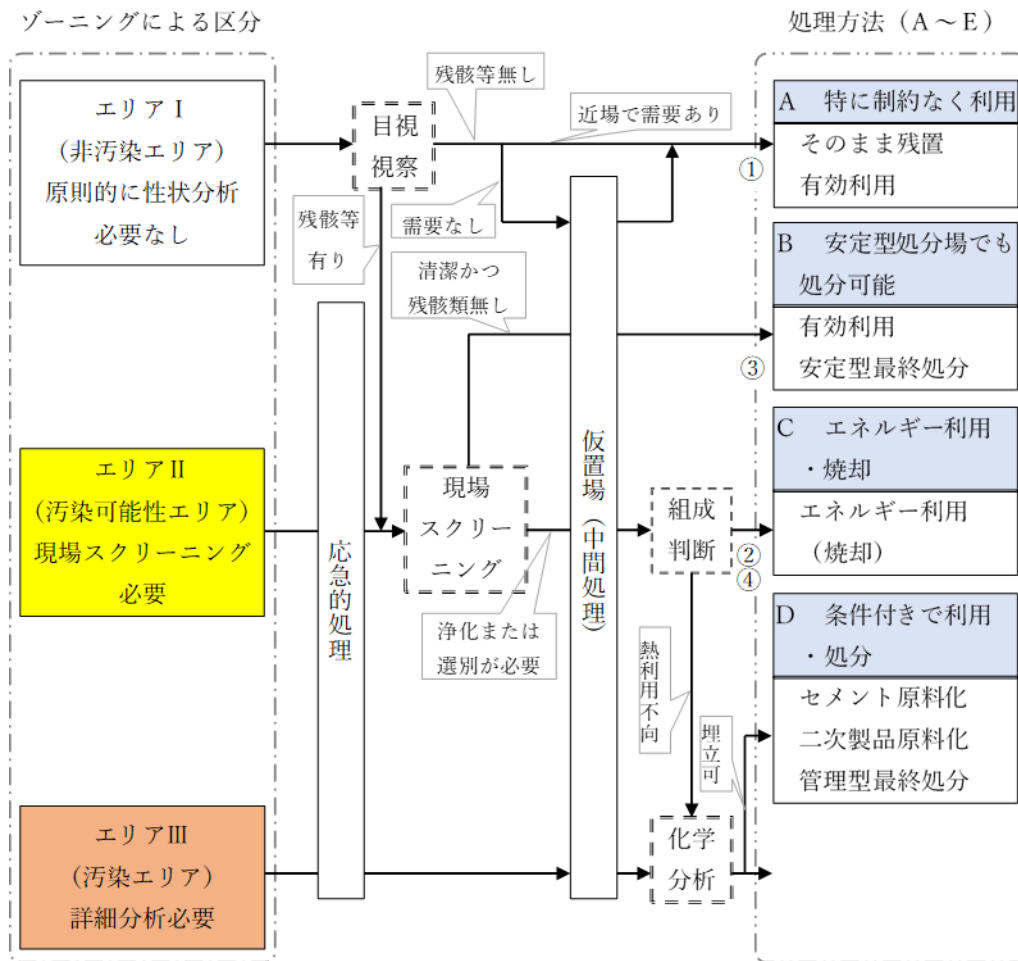 ゾーニングによる区分
処理方法（A～E）
エリアⅠ
（非汚染エリア）
原則的に性状分析
必要なし
目視
視察
残骸等無し
近場で需要あり
需要なし
残骸等
有り
清潔かつ
残骸類無し
①
A 特に制約なく利用
そのまま残置
有効利用
B 安定型処分場でも
処分可能
有効利用
安定型最終処分
③
エリアⅡ
（汚染可能性エリア）
現場スクリーニング
必要
応急的処理
現場
スクリー
ニング
浄化または
選別が必要
仮置場（中間処理）
組成
判断
②
④
C エネルギー利用
・焼却
エネルギー利用
（焼却）
熱利用不向
埋立可
D 条件付きで利用
・処分
セメント原料化
二次製品原料化
管理型最終処分
エリアⅢ
（汚染エリア）
詳細分析必要
化学
分析